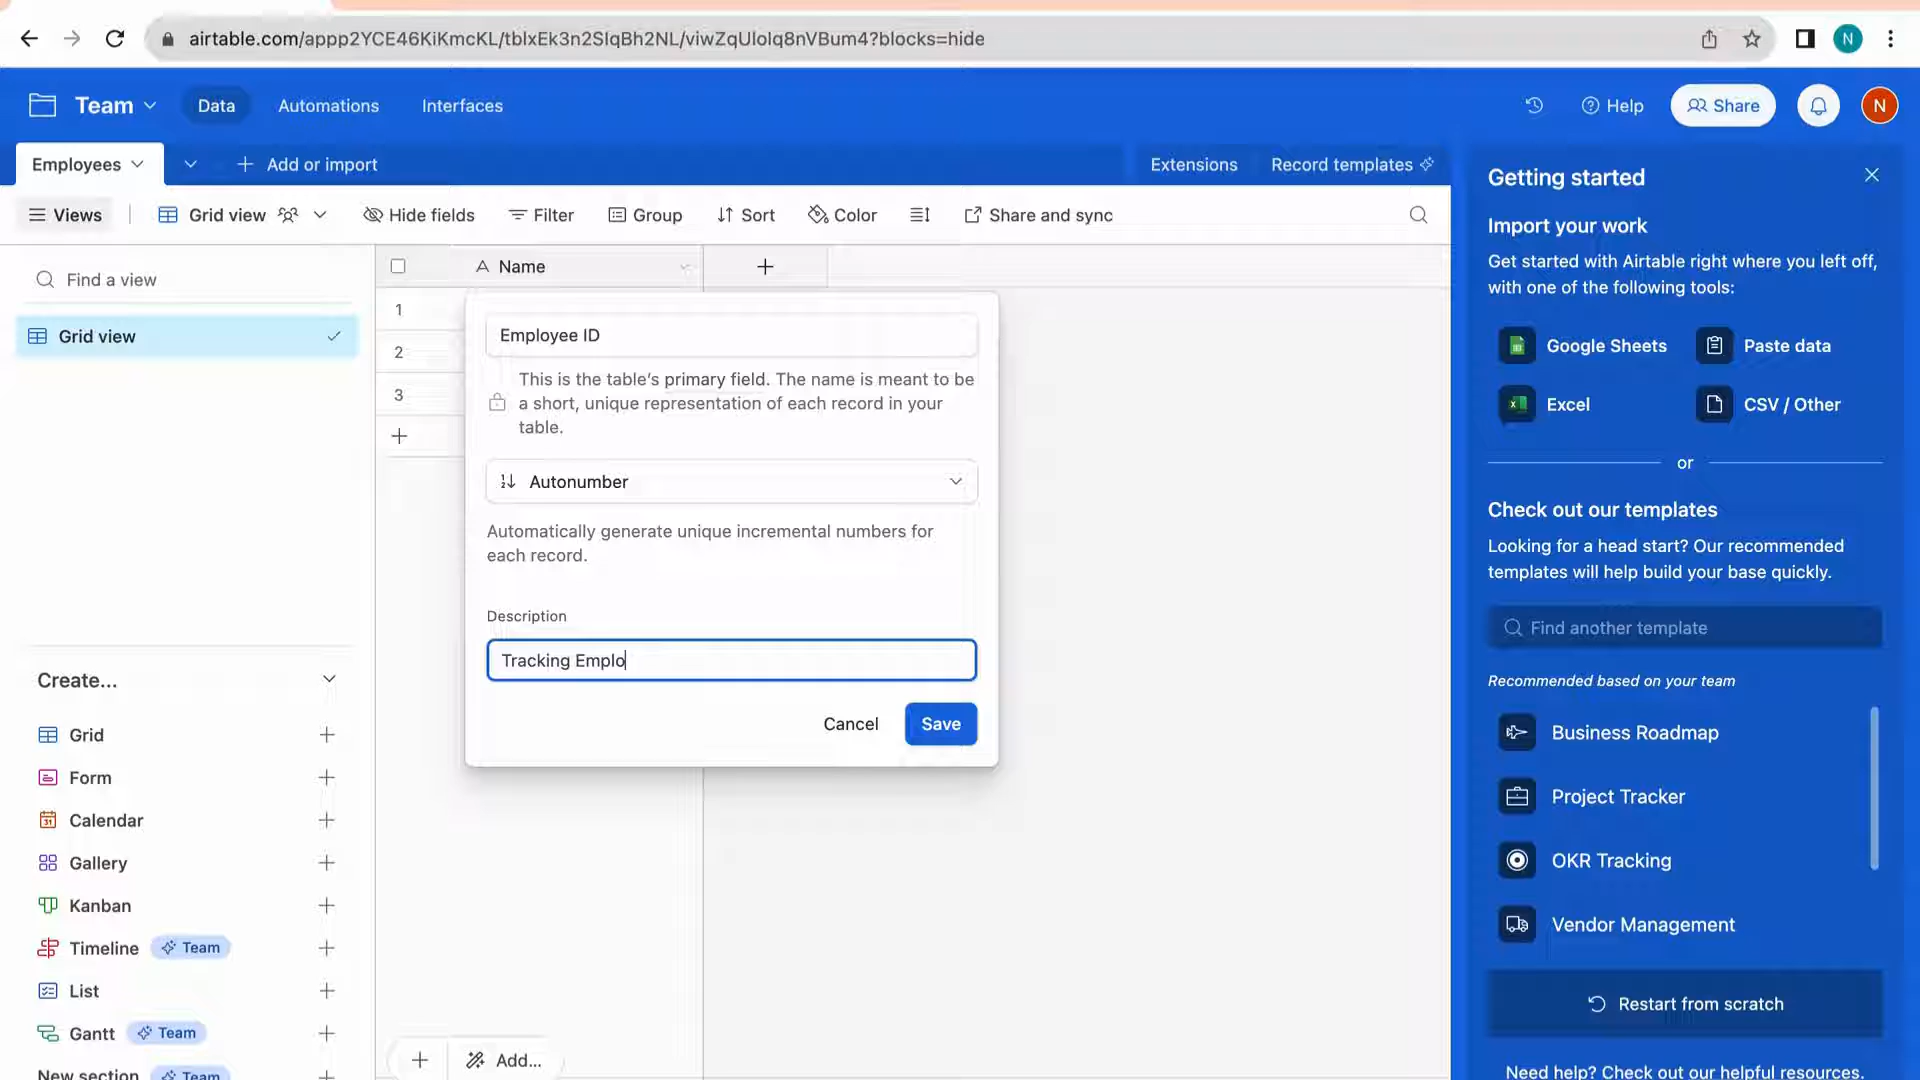 airtable.com/appp2YCE46KiKmcKL/tblxEk3n2SlqBh2NL/viwZqUloIq8nVBum4?blocks=hide
N
Team
Data
Automations
Interfaces
Help
Share
N
Employees
Add or import
Extensions
Record templates
Views
Grid view
Hide fields
Filter
Group
Sort
Color
Share and sync
Find a view
Grid view
Create...
Grid
Form
Calendar
Gallery
Kanban
Timeline
Team
List
Gantt
Team
New section
Team
Name
1
2
3
Employee ID
This is the table's primary field. The name is meant to be
a short, unique representation of each record in your
table.
Autonumber
Automatically generate unique incremental numbers for
each record.
Description
Tracking Emplo
Cancel
Save
Add...
Getting started
Import your work
Get started with Airtable right where you left off,
with one of the following tools:
Google Sheets
Paste data
Excel
CSV / Other
or
Check out our templates
Looking for a head start? Our recommended
templates will help build your base quickly.
Find another template
Recommended based on your team
Business Roadmap
Project Tracker
OKR Tracking
Vendor Management
Restart from scratch
Need help? Check out our helpful resources.